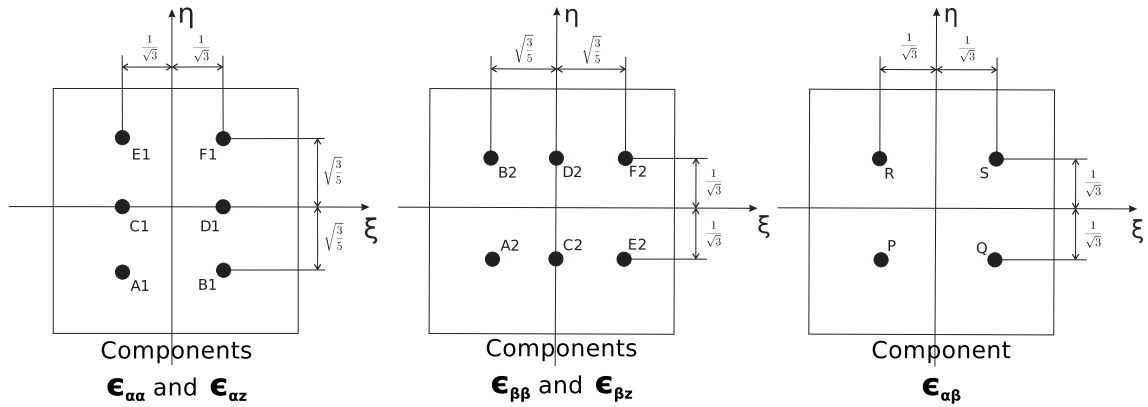 η
1/√3 1/√3
E1 F1
√3/5
C1 D1
ξ
√3/5
A1 B1
Components
ϵαα and ϵαz
η
√3/5 √3/5
B2 D2 F2
1/√3
ξ
1/√3
A2 C2 E2
Components
ϵββ and ϵβz
η
1/√3 1/√3
R S
1/√3
ξ
1/√3
P Q
Component
ϵαβ